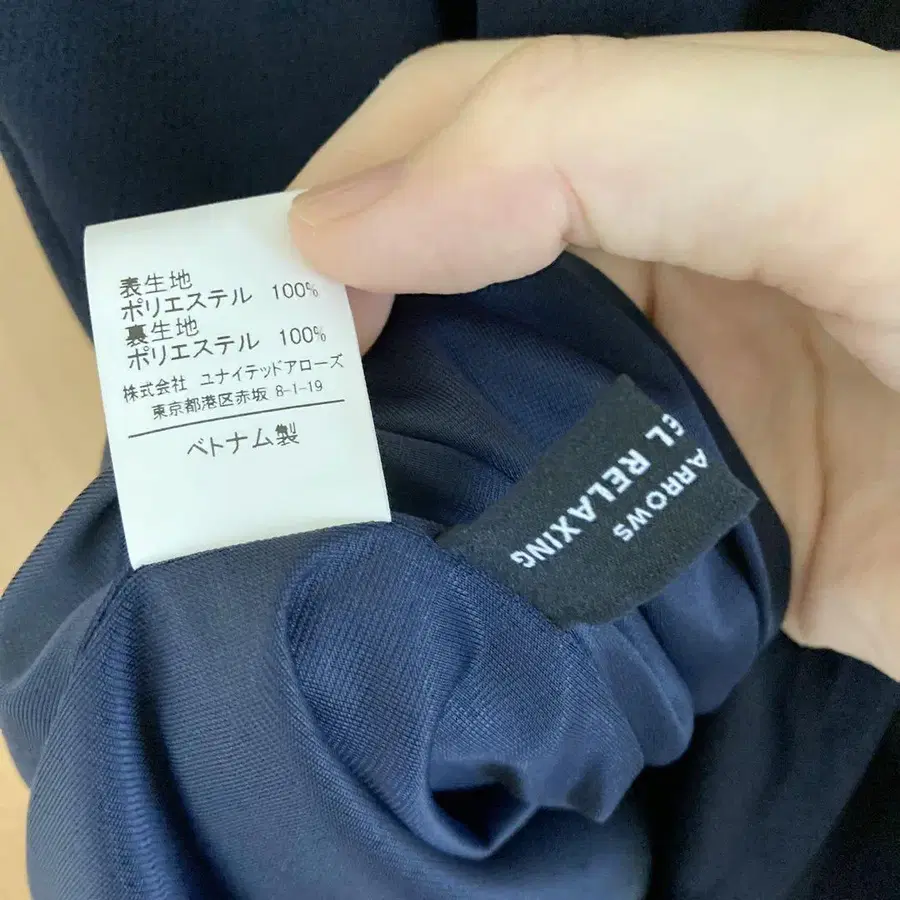 表生地
ポリエステル 100%
裏生地
ポリエステル 100%
株式会社 ユナイテッドアローズ
東京都港区赤坂 8-1-19
ベトナム製
ARROWS
EL RELAXING